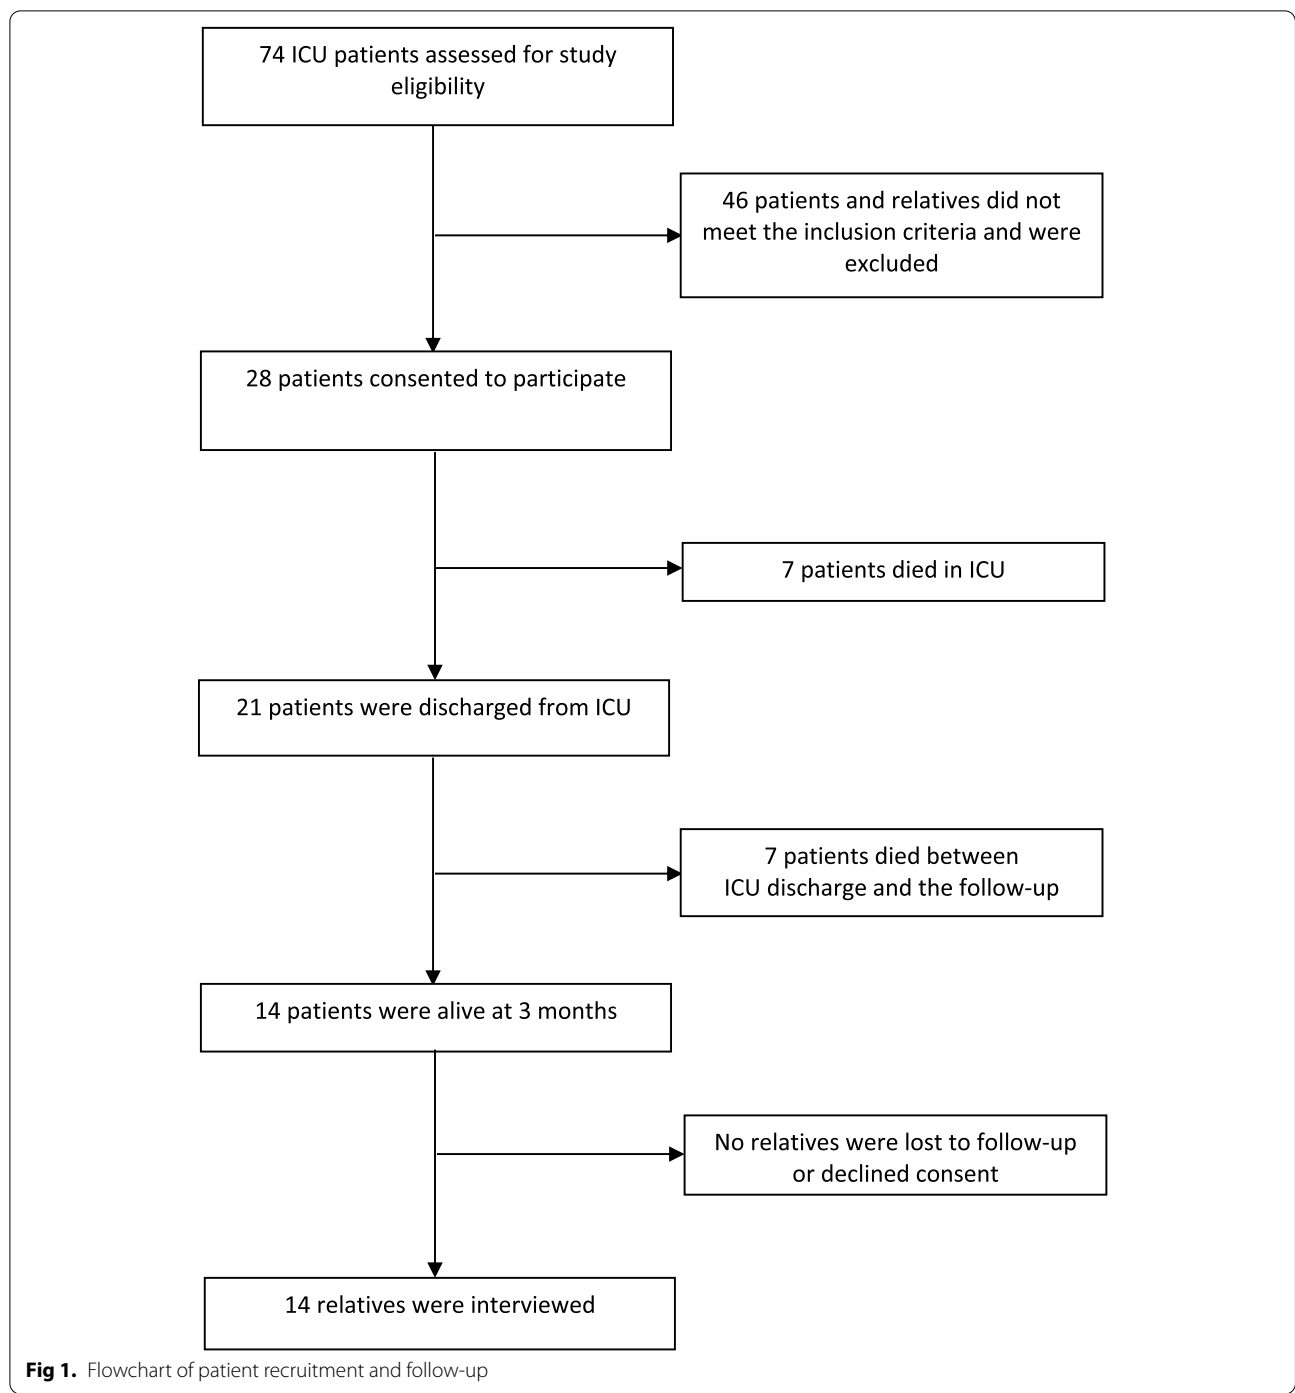 74 ICU patients assessed for study
eligibility
46 patients and relatives did not
meet the inclusion criteria and were
excluded
28 patients consented to participate
7 patients died in ICU
21 patients were discharged from ICU
7 patients died between
ICU discharge and the follow-up
14 patients were alive at 3 months
No relatives were lost to follow-up
or declined consent
14 relatives were interviewed
Fig 1. Flowchart of patient recruitment and follow-up